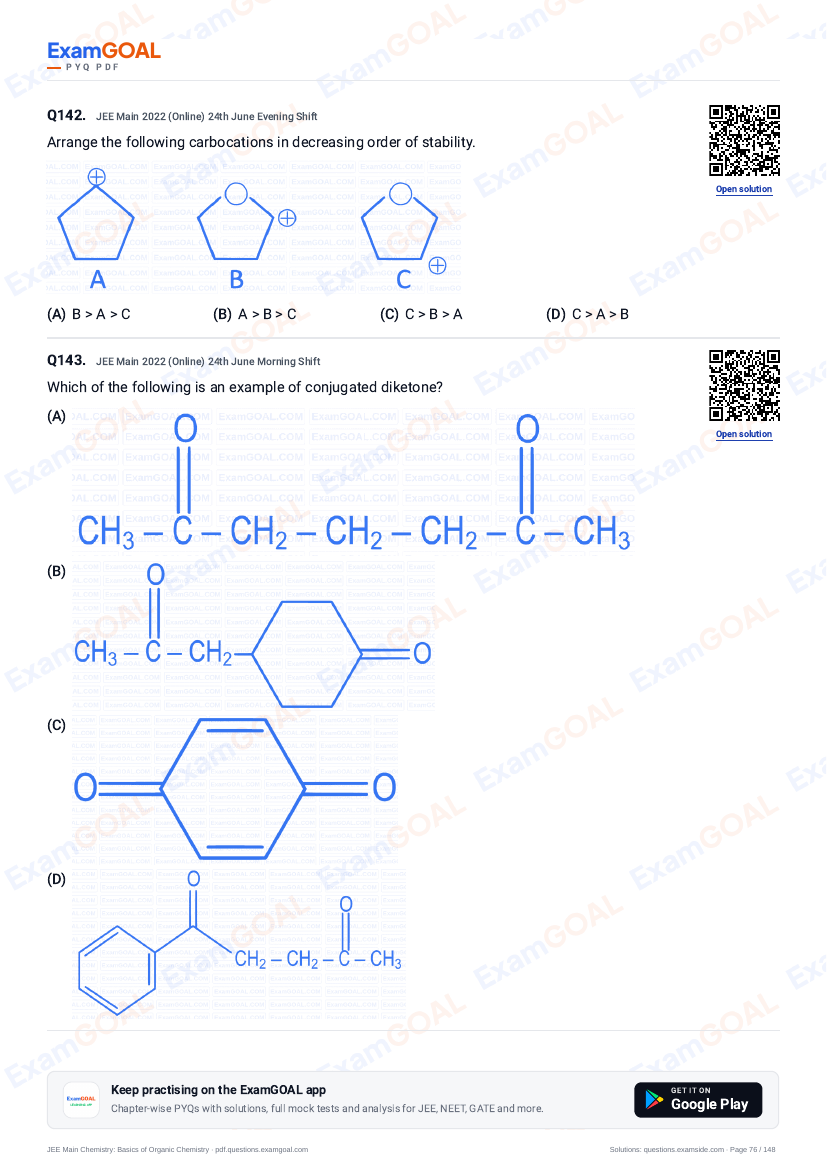 ExamGOAL
PYQ PDF
Q142. JEE Main 2022 (Online) 24th June Evening Shift
Arrange the following carbocations in decreasing order of stability.
Open solution
⊕
⊕
⊕
A B C
(A) B > A > C (B) A > B > C (C) C > B > A (D) C > A > B
Q143. JEE Main 2022 (Online) 24th June Morning Shift
Which of the following is an example of conjugated diketone?
Open solution
(A)
O O
CH3 – C – CH2 – CH2 – CH2 – C – CH3
(B)
O
CH3 – C – CH2 O
(C)
O O
(D)
O
O
CH2 – CH2 – C – CH3
Keep practising on the ExamGOAL app
Chapter-wise PYQs with solutions, full mock tests and analysis for JEE, NEET, GATE and more.
GET IT ON
Google Play
JEE Main Chemistry: Basics of Organic Chemistry · pdf.questions.examgoal.com
Solutions: questions.examside.com · Page 76 / 148